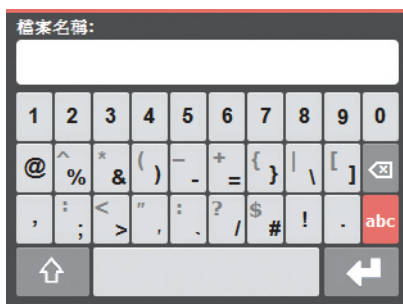 檔案名稱:
1 2 3 4 5 6 7 8 9 0
@ ^ % * & ( ) _ - + = { } | \ [ ]
, : ; < > " ' : . ? / $ # ! . abc